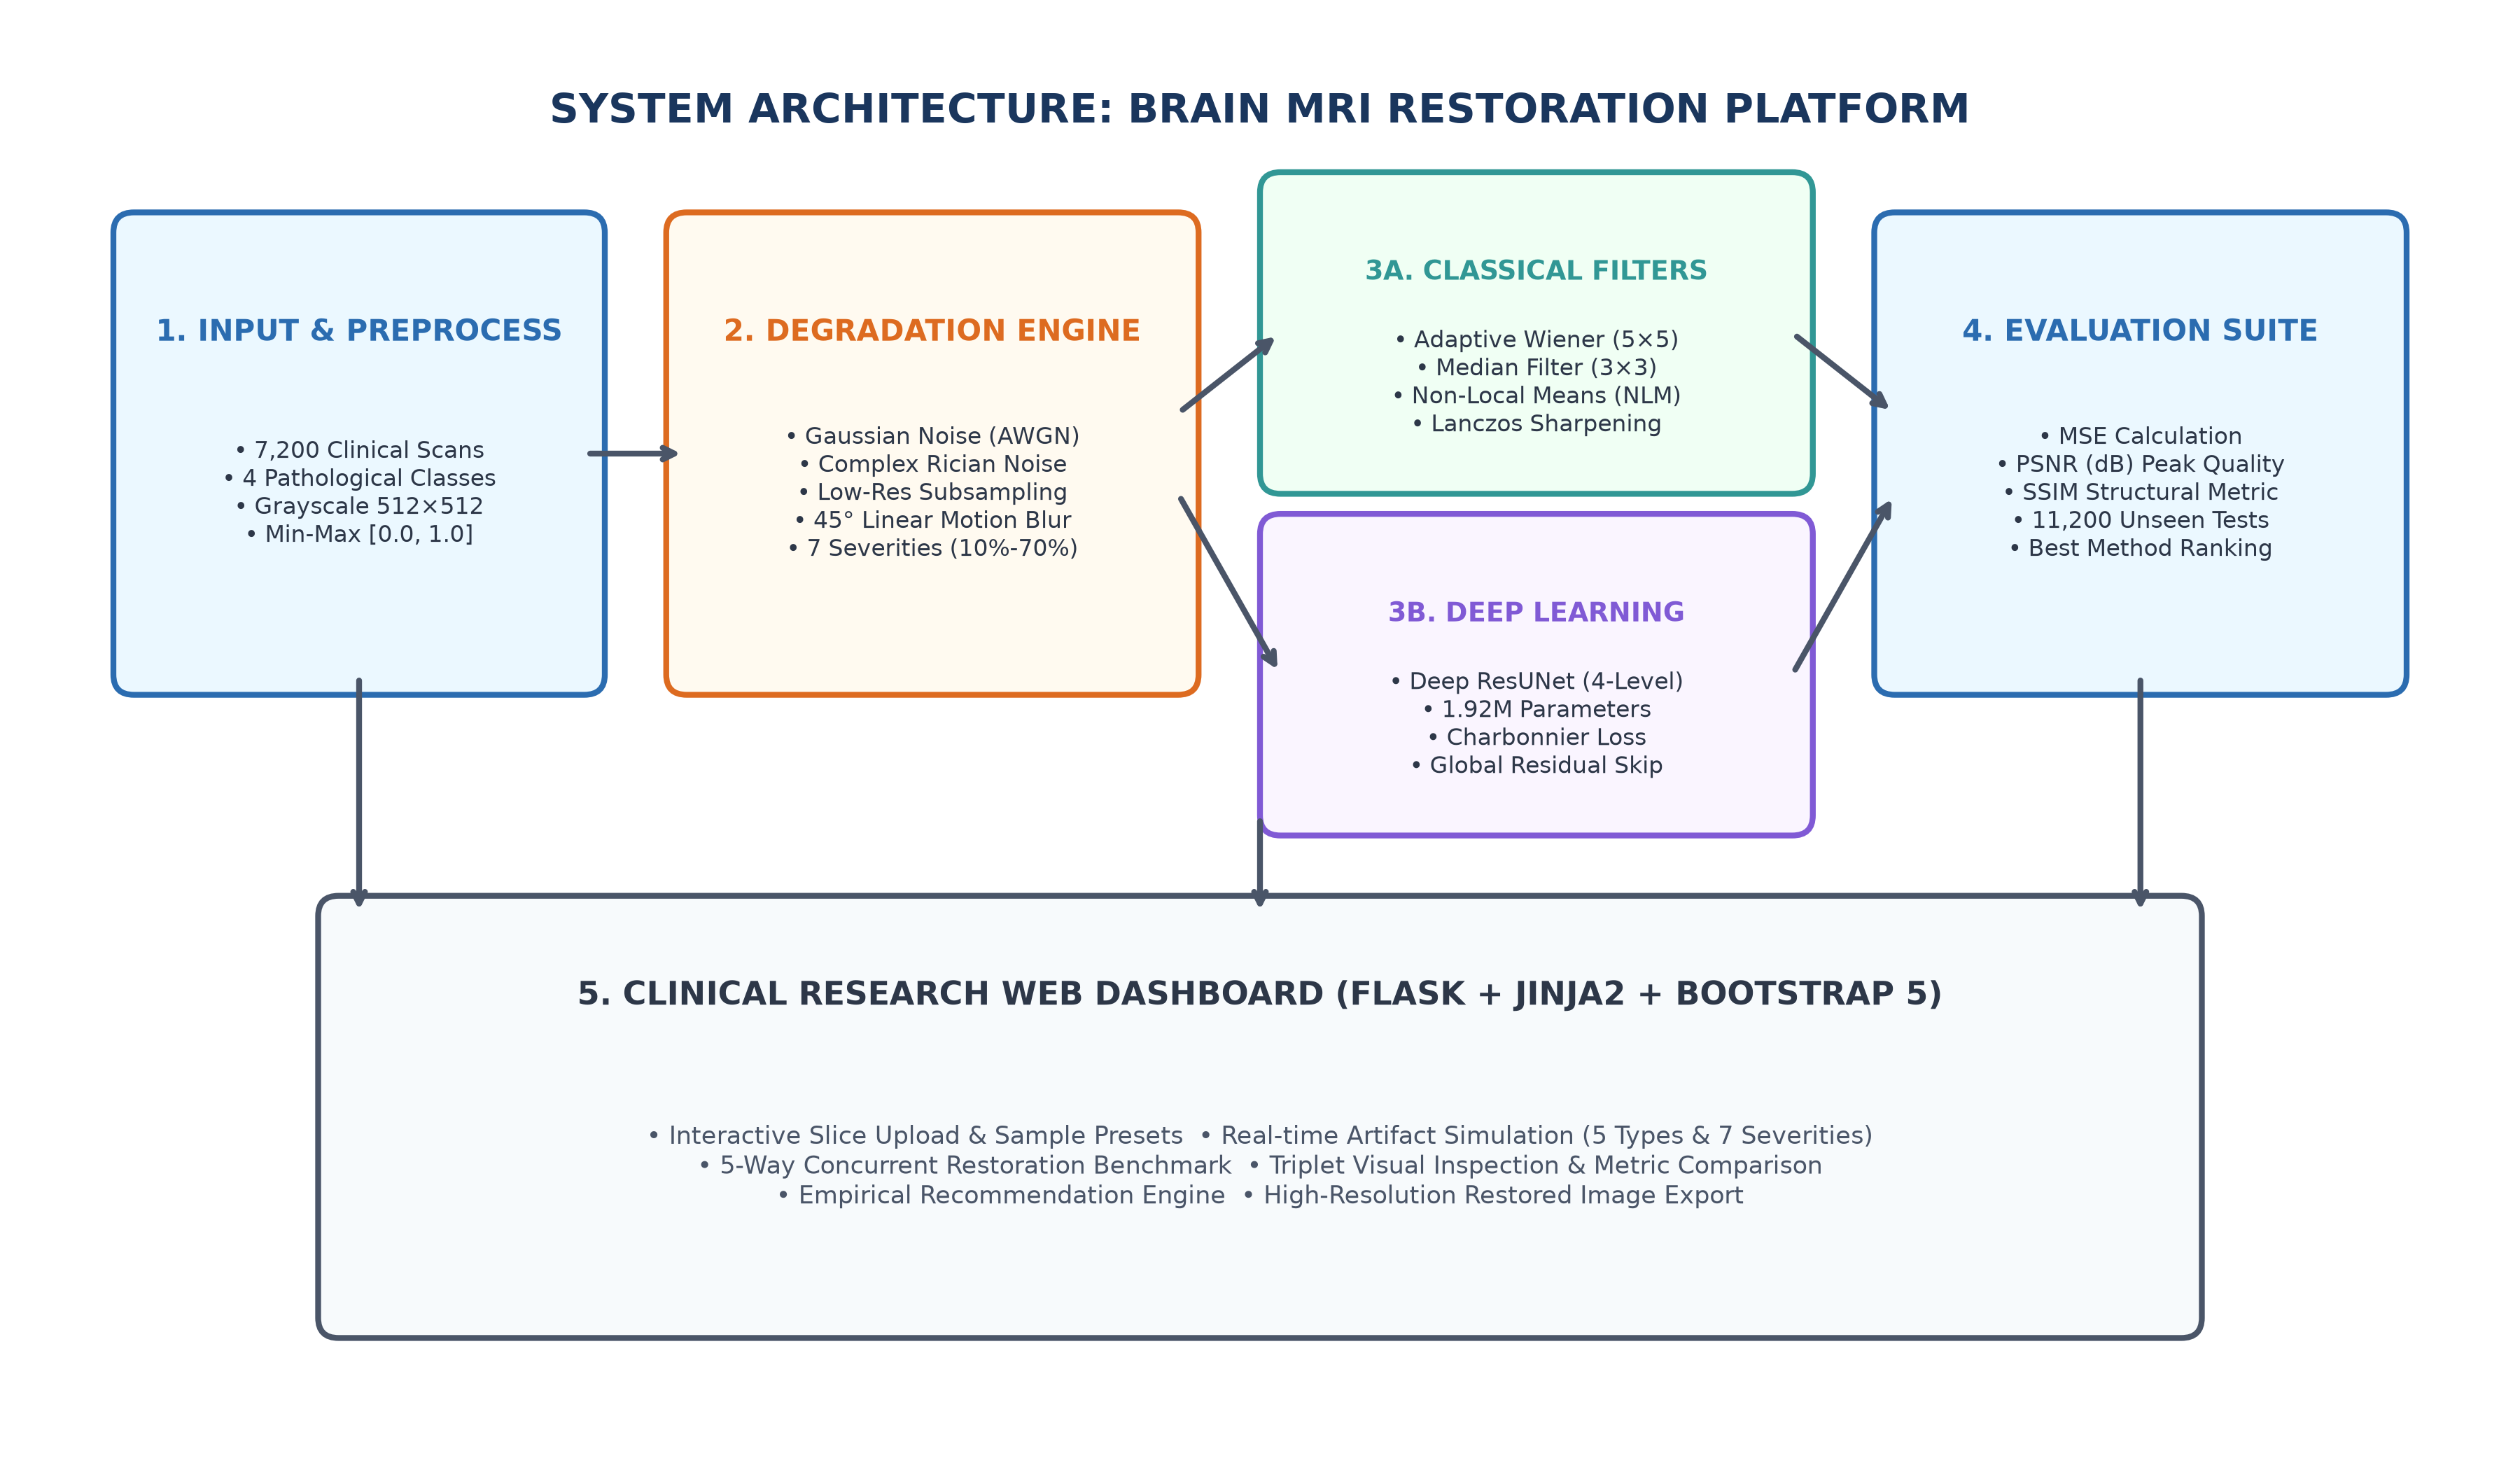 SYSTEM ARCHITECTURE: BRAIN MRI RESTORATION PLATFORM
1. INPUT & PREPROCESS
• 7,200 Clinical Scans
• 4 Pathological Classes
• Grayscale 512×512
• Min-Max [0.0, 1.0]
2. DEGRADATION ENGINE
• Gaussian Noise (AWGN)
• Complex Rician Noise
• Low-Res Subsampling
• 45° Linear Motion Blur
• 7 Severities (10%-70%)
3A. CLASSICAL FILTERS
• Adaptive Wiener (5×5)
• Median Filter (3×3)
• Non-Local Means (NLM)
• Lanczos Sharpening
3B. DEEP LEARNING
• Deep ResUNet (4-Level)
• 1.92M Parameters
• Charbonnier Loss
• Global Residual Skip
4. EVALUATION SUITE
• MSE Calculation
• PSNR (dB) Peak Quality
• SSIM Structural Metric
• 11,200 Unseen Tests
• Best Method Ranking
5. CLINICAL RESEARCH WEB DASHBOARD (FLASK + JINJA2 + BOOTSTRAP 5)
• Interactive Slice Upload & Sample Presets • Real-time Artifact Simulation (5 Types & 7 Severities)
• 5-Way Concurrent Restoration Benchmark • Triplet Visual Inspection & Metric Comparison
• Empirical Recommendation Engine • High-Resolution Restored Image Export